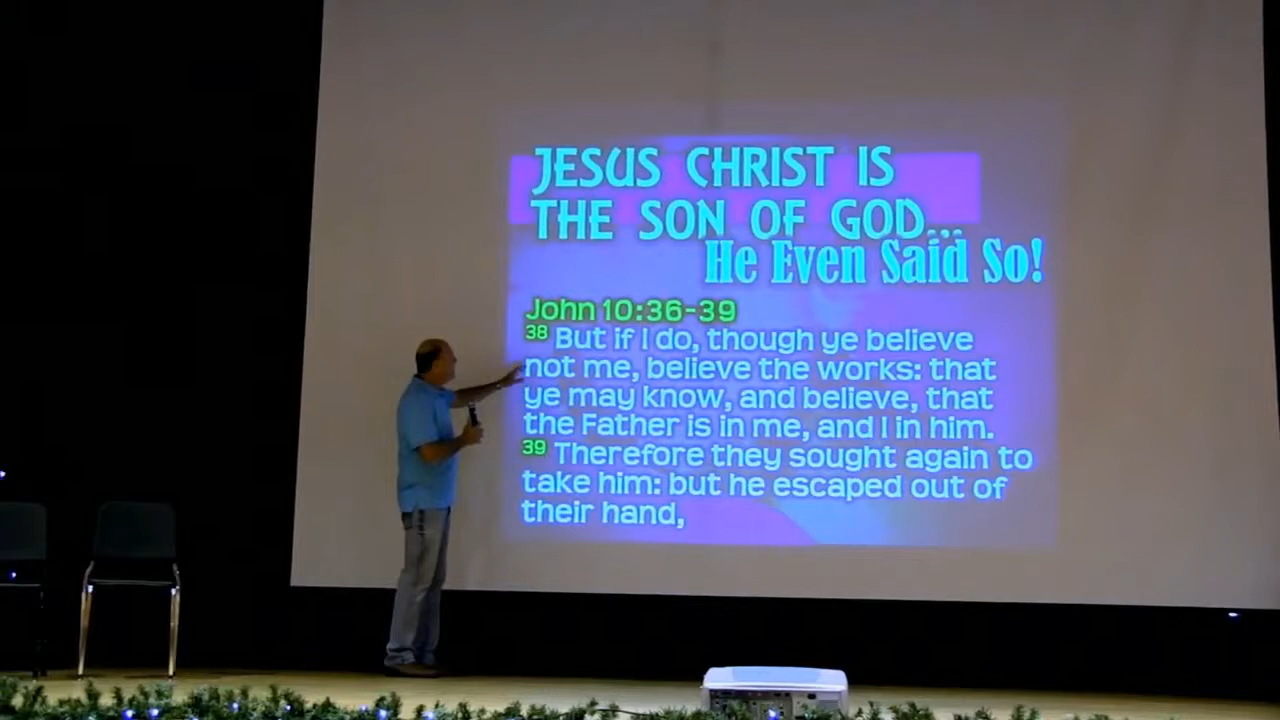 JESUS CHRIST IS
THE SON OF GOD...
He Even Said So!
John 10:36-39
38 But if I do, though ye believe
not me, believe the works: that
ye may know, and believe, that
the Father is in me, and I in him.
39 Therefore they sought again to
take him: but he escaped out of
their hand,